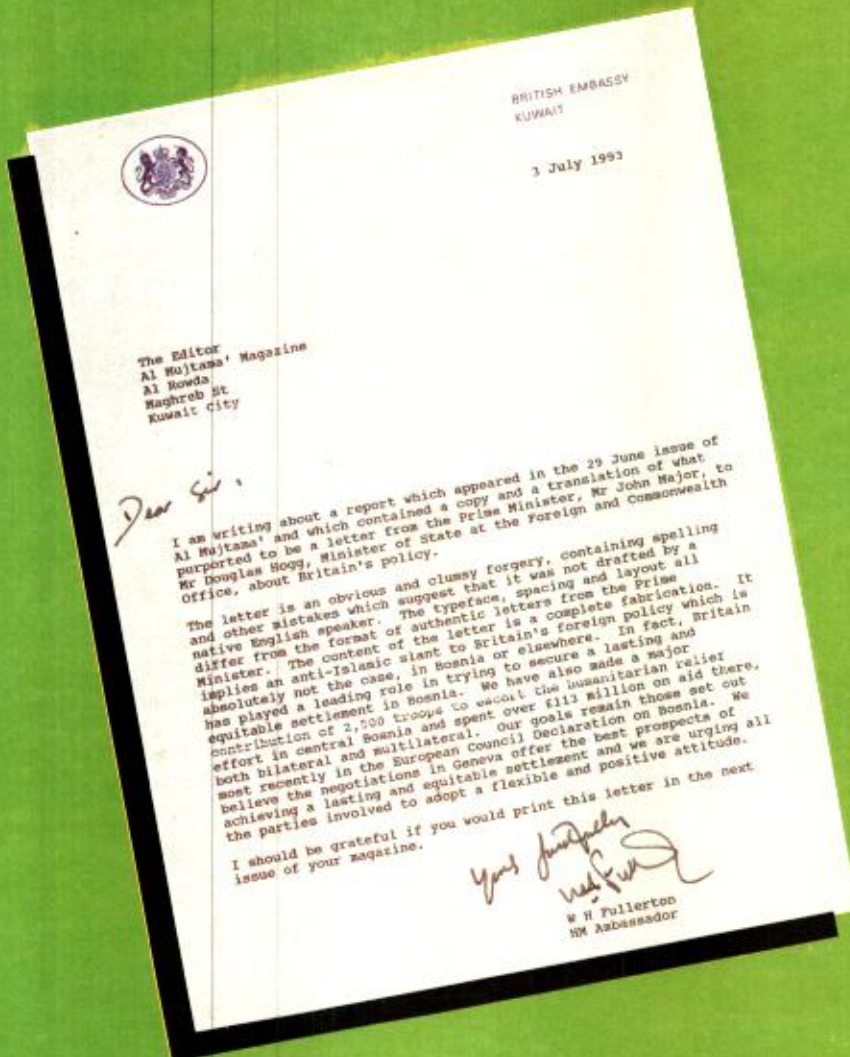 BRITISH EMBASSY
KUWAIT
3 July 1993
The Editor
Al Mujtama' Magazine
Al Rowda
Maghreb St
Kuwait City
Dear Sir,
I am writing about a report which appeared in the 29 June issue of
Al Mujtama' and which contained a copy and a translation of what
purported to be a letter from the Prime Minister, Mr John Major, to
Mr Douglas Hogg, Minister of State at the Foreign and Commonwealth
Office, about Britain's policy.
The letter is an obvious and clumsy forgery, containing spelling
and other mistakes which suggest that it was not drafted by a
native English speaker. The typeface, spacing and layout all
differ from the format of authentic letters from the Prime
Minister. The content of the letter is a complete fabrication. It
implies an anti-Islamic slant to Britain's foreign policy which is
absolutely not the case, in Bosnia or elsewhere. In fact, Britain
has played a leading role in trying to secure a lasting and
equitable settlement in Bosnia. We have also made a major
contribution of 2,500 troops to escort the humanitarian relief
effort in central Bosnia and spent over £113 million on aid there,
both bilateral and multilateral. Our goals remain those set out
most recently in the European Council Declaration on Bosnia. We
believe the negotiations in Geneva offer the best prospects of
achieving a lasting and equitable settlement and we are urging all
the parties involved to adopt a flexible and positive attitude.
I should be grateful if you would print this letter in the next
issue of your magazine.
Yours faithfully
W H Fullerton
HM Ambassador